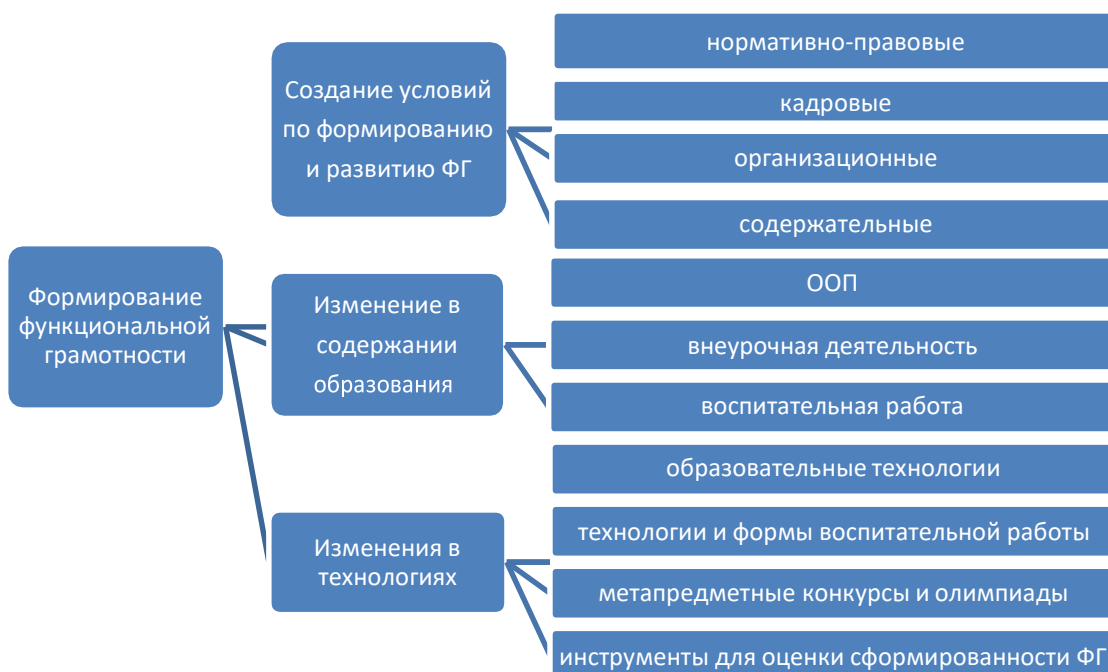 Формирование
функциональной
грамотности
Создание условий
по формированию
и развитию ФГ
нормативно-правовые
кадровые
организационные
содержательные
Изменение в
содержании
образования
ООП
внеурочная деятельность
воспитательная работа
Изменения в
технологиях
образовательные технологии
технологии и формы воспитательной работы
метапредметные конкурсы и олимпиады
инструменты для оценки сформированности ФГ